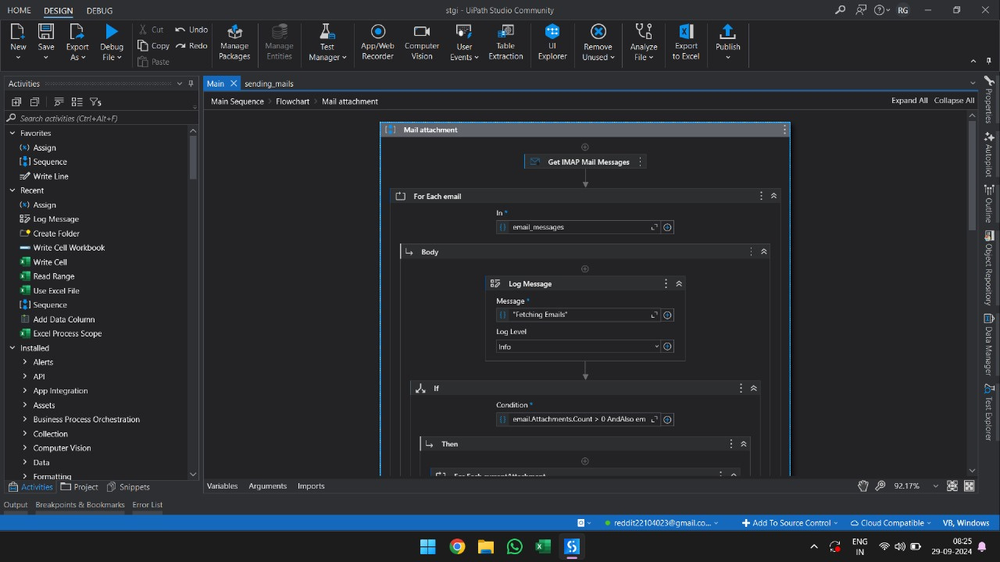 HOME DESIGN DEBUG
stgi - UiPath Studio Community
RG
New Save Export As Debug File
Cut Copy Paste Undo Redo
Manage Packages
Manage Entities
Test Manager
App/Web Recorder
Computer Vision
User Events
Table Extraction
UI Explorer
Remove Unused
Analyze File
Export to Excel
Publish
Activities
Main sending_mails
Main Sequence > Flowchart > Mail attachment
Expand All Collapse All
Search activities (Ctrl+Alt+F)
Favorites
Assign
Sequence
Write Line
Recent
Assign
Log Message
Create Folder
Write Cell Workbook
Write Cell
Read Range
Use Excel File
Sequence
Add Data Column
Excel Process Scope
Installed
Alerts
API
App Integration
Assets
Business Process Orchestration
Collection
Computer Vision
Data
Formatting
Activities Project Snippets
Mail attachment
Get IMAP Mail Messages
For Each email
In *
email_messages
Body
Log Message
Message *
"Fetching Emails"
Log Level
Info
If
Condition *
email.Attachments.Count > 0 AndAlso em
Then
For Each currentAttachment
Variables Arguments Imports
92.17%
Properties
Autopilot
Outline
Object Repository
Data Manager
Test Explorer
Output Breakpoints & Bookmarks Error List
reddit22104023@gmail.co...
Add To Source Control
Cloud Compatible
VB, Windows
ENG
IN
08:25
29-09-2024